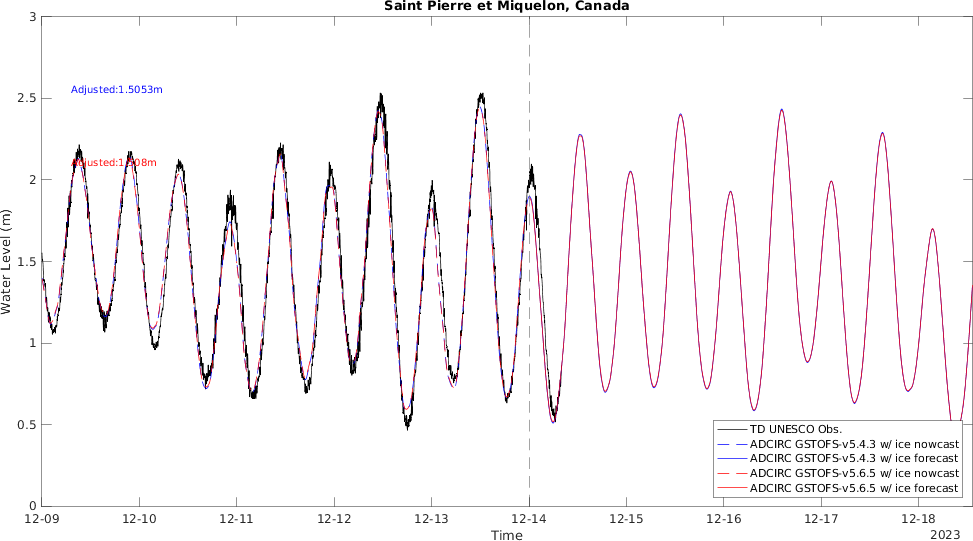 Saint Pierre et Miquelon, Canada
3
2.5
2
1.5
1
0.5
0
Water Level (m)
Adjusted:1.5053m
12-09
12-10
12-11
12-12
12-13
12-14
12-15
12-16
12-17
12-18
Time
2023
TD UNESCO Obs.
ADCIRC GSTOFS-v5.4.3 w/ ice nowcast
ADCIRC GSTOFS-v5.4.3 w/ ice forecast
ADCIRC GSTOFS-v5.6.5 w/ ice nowcast
ADCIRC GSTOFS-v5.6.5 w/ ice forecast